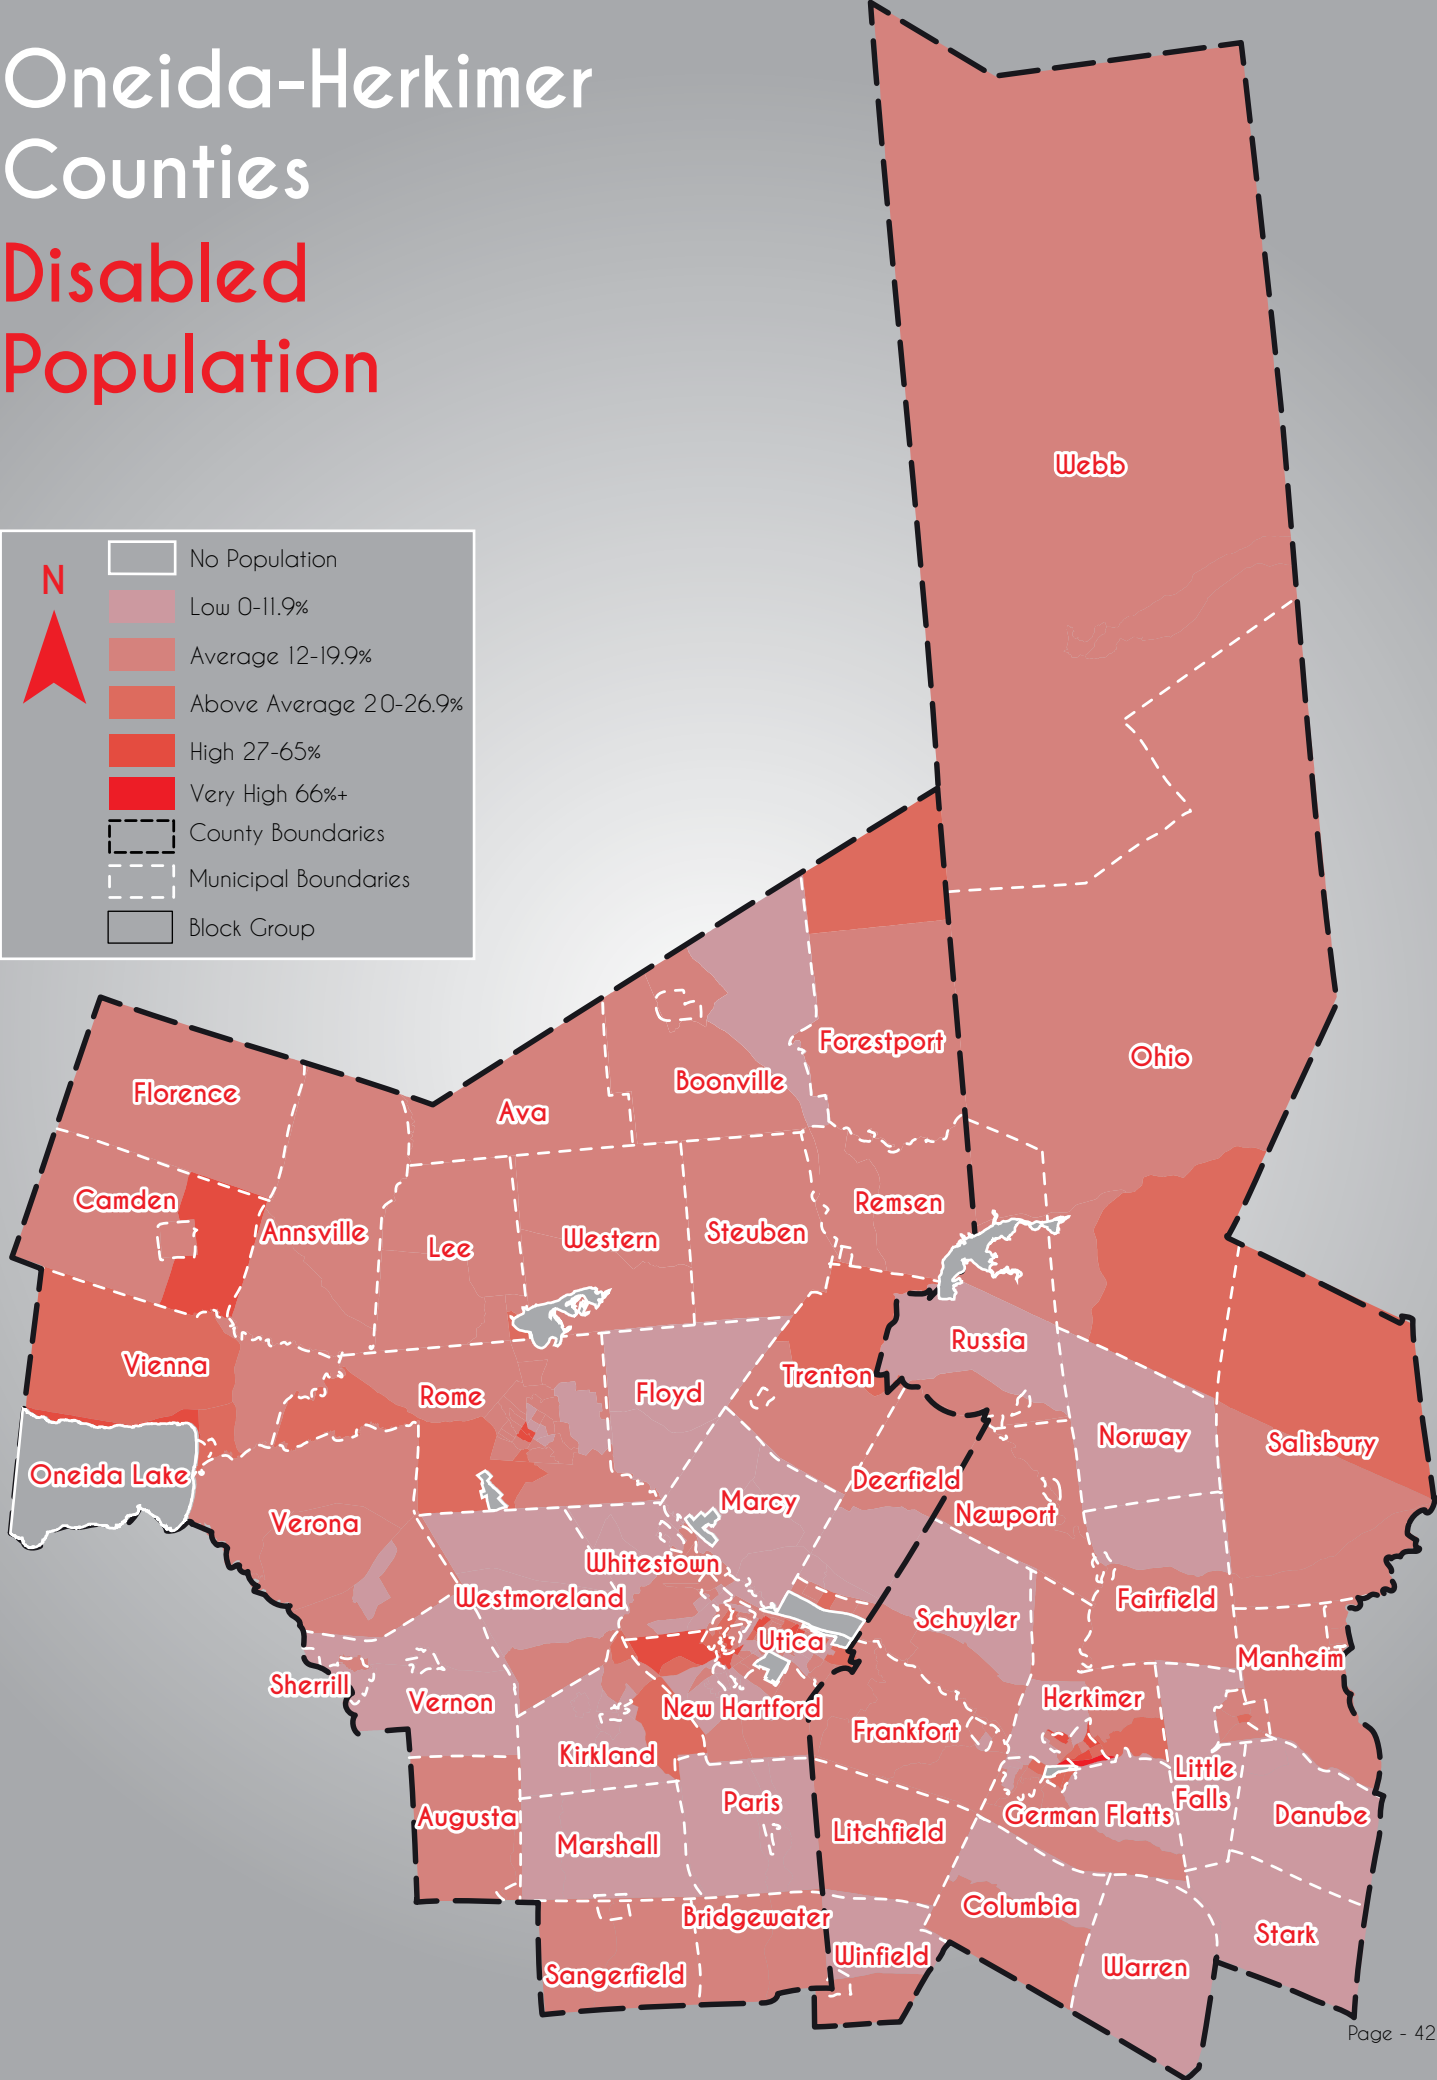 Oneida-Herkimer
Counties
Disabled
Population
N
No Population
Low 0-11.9%
Average 12-19.9%
Above Average 20-26.9%
High 27-65%
Very High 66%+
County Boundaries
Municipal Boundaries
Block Group
Webb
Ohio
Forestport
Boonville
Florence
Ava
Camden
Annsville
Lee
Western
Steuben
Remsen
Vienna
Rome
Floyd
Trenton
Russia
Norway
Salisbury
Oneida Lake
Verona
Marcy
Deerfield
Newport
Whitestown
Westmoreland
Fairfield
Schuyler
Utica
Manheim
Sherrill
Vernon
New Hartford
Herkimer
Frankfort
Kirkland
Little
Falls
Paris
Augusta
German Flatts
Danube
Marshall
Litchfield
Columbia
Bridgewater
Stark
Winfield
Warren
Sangerfield
Page - 42